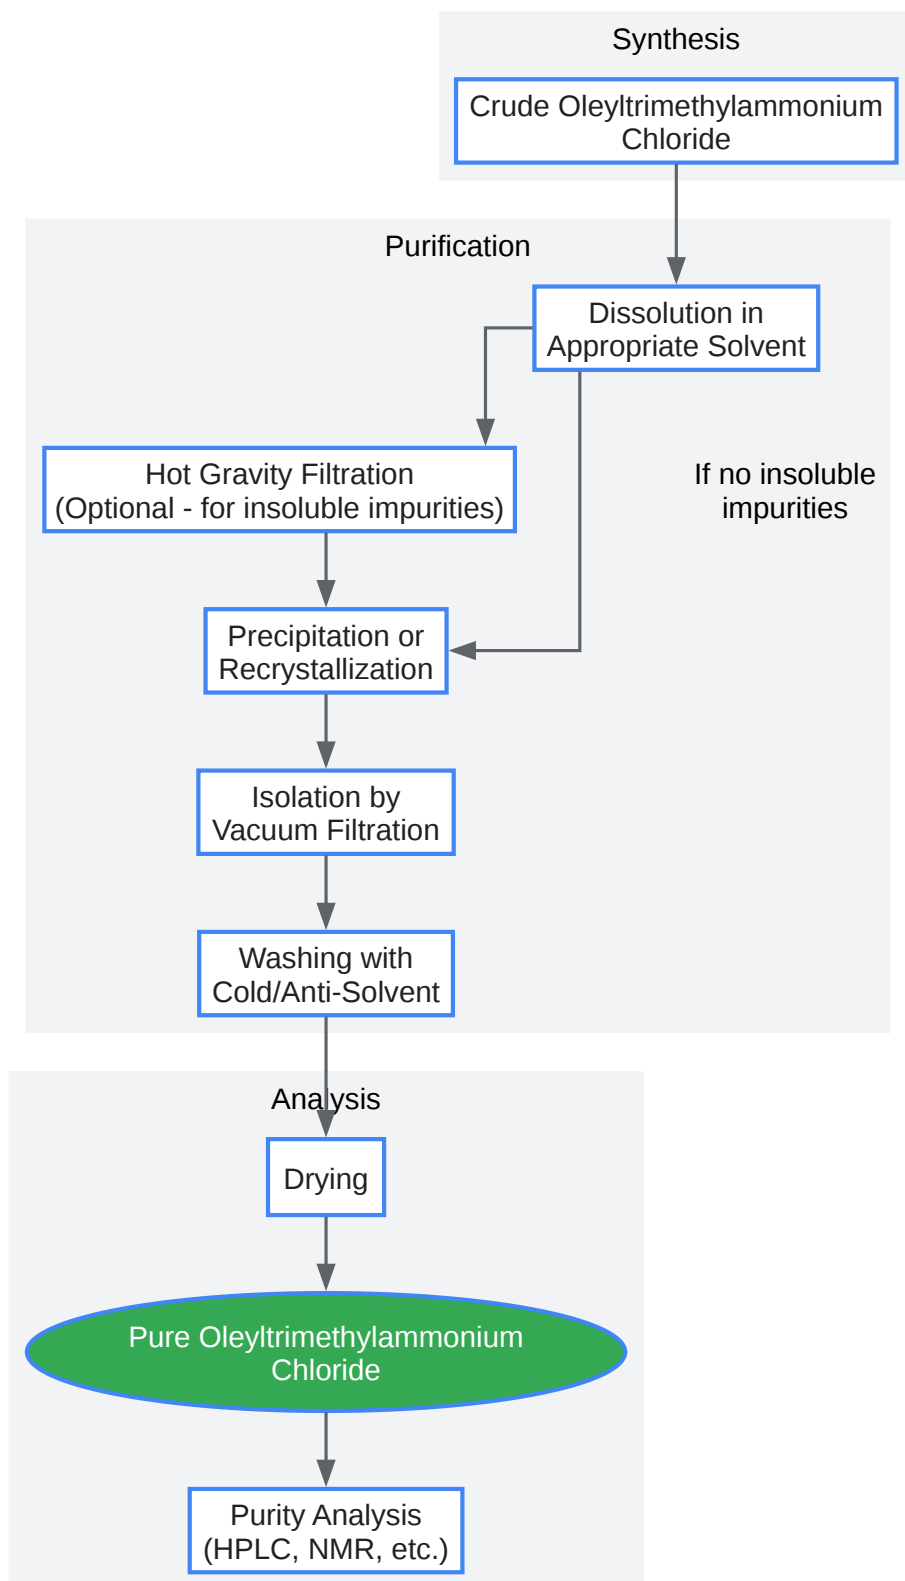 Synthesis
Crude Oleyltrimethylammonium
Chloride
Purification
Dissolution in
Appropriate Solvent
Hot Gravity Filtration
(Optional - for insoluble impurities)
If no insoluble
impurities
Precipitation or
Recrystallization
Isolation by
Vacuum Filtration
Washing with
Cold/Anti-Solvent
Analysis
Drying
Pure Oleyltrimethylammonium
Chloride
Purity Analysis
(HPLC, NMR, etc.)